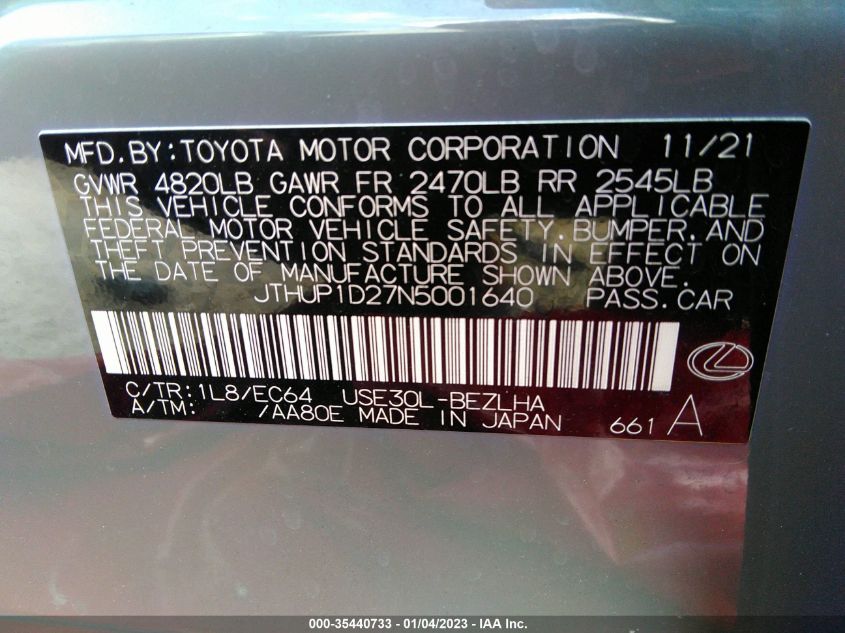 MFD.BY:TOYOTA MOTOR CORPORATION 11/21
GVWR 4820LB GAWR FR 2470LB RR 2545LB
THIS VEHICLE CONFORMS TO ALL APPLICABLE
FEDERAL MOTOR VEHICLE SAFETY,BUMPER,AND
THEFT PREVENTION STANDARDS IN EFFECT ON
THE DATE OF MANUFACTURE SHOWN ABOVE.
JTHUP1D27N5001640 PASS.CAR
C/TR:1L8/EC64 USE30L-BEZLHA
A/TM: /AA80E MADE IN JAPAN 661 A
000-35440733 - 01/04/2023 - IAA Inc.